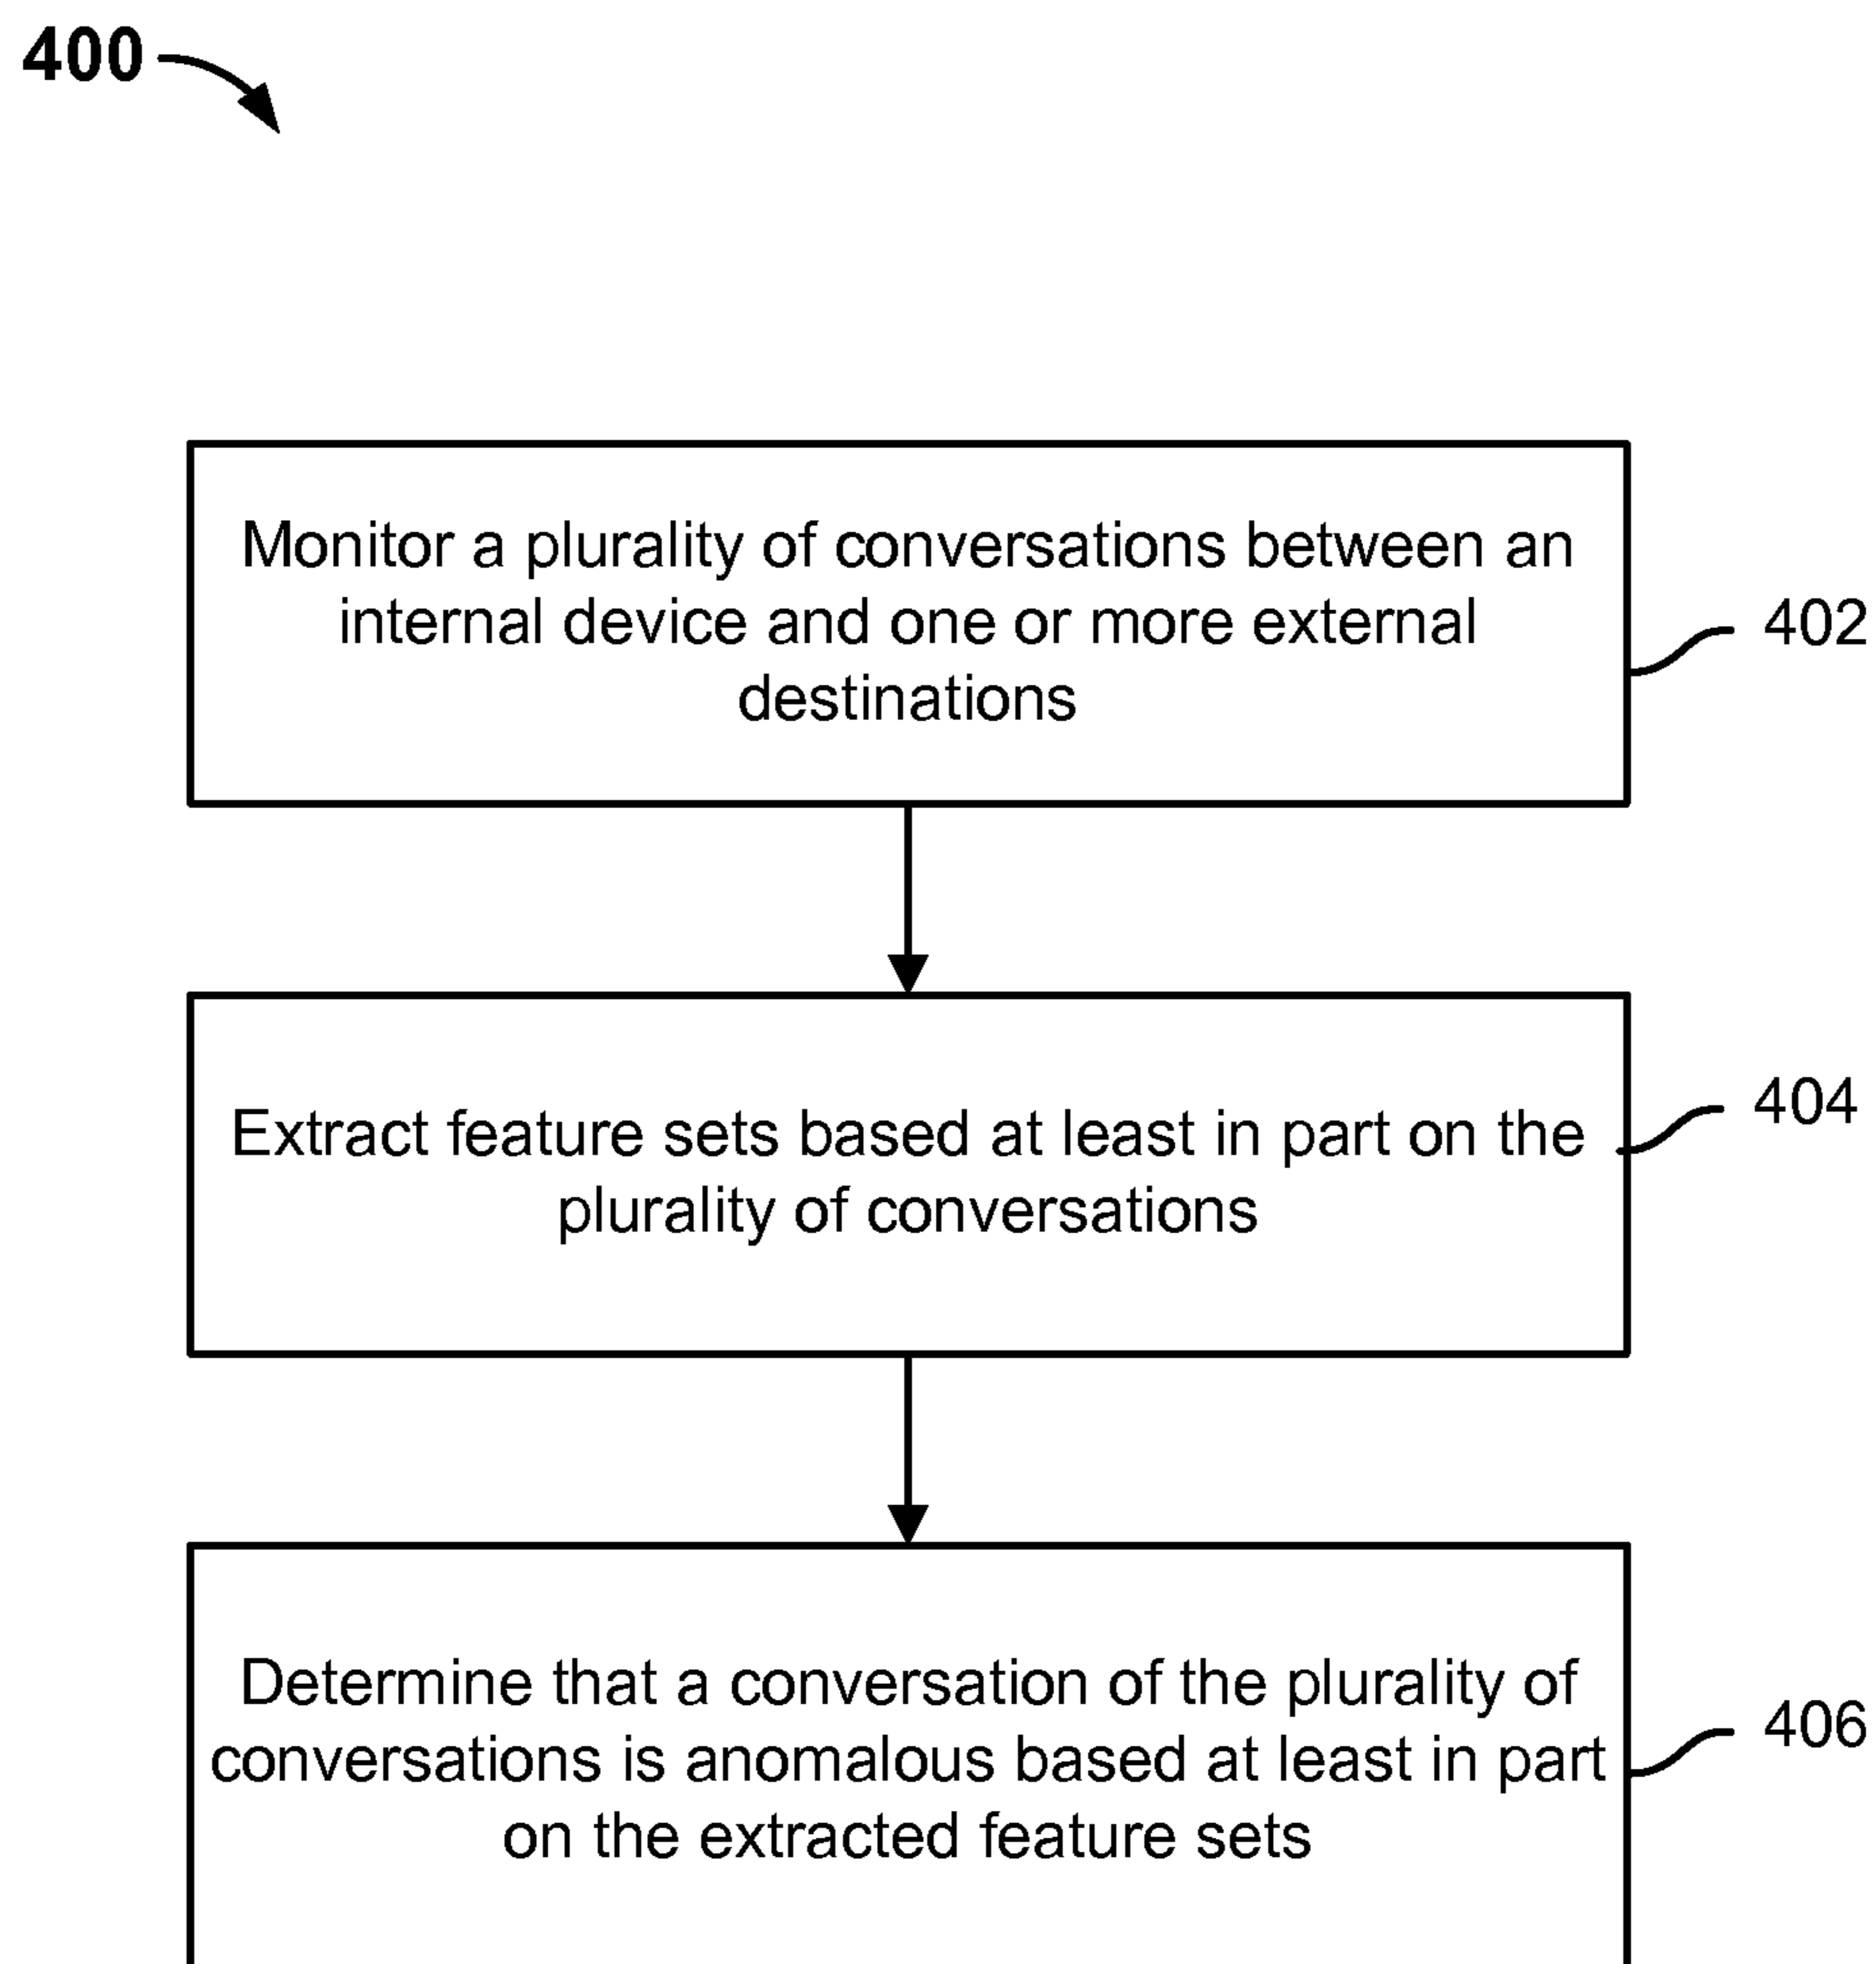 400
Monitor a plurality of conversations between an
internal device and one or more external
destinations
402
Extract feature sets based at least in part on the
plurality of conversations
404
Determine that a conversation of the plurality of
conversations is anomalous based at least in part
on the extracted feature sets
406